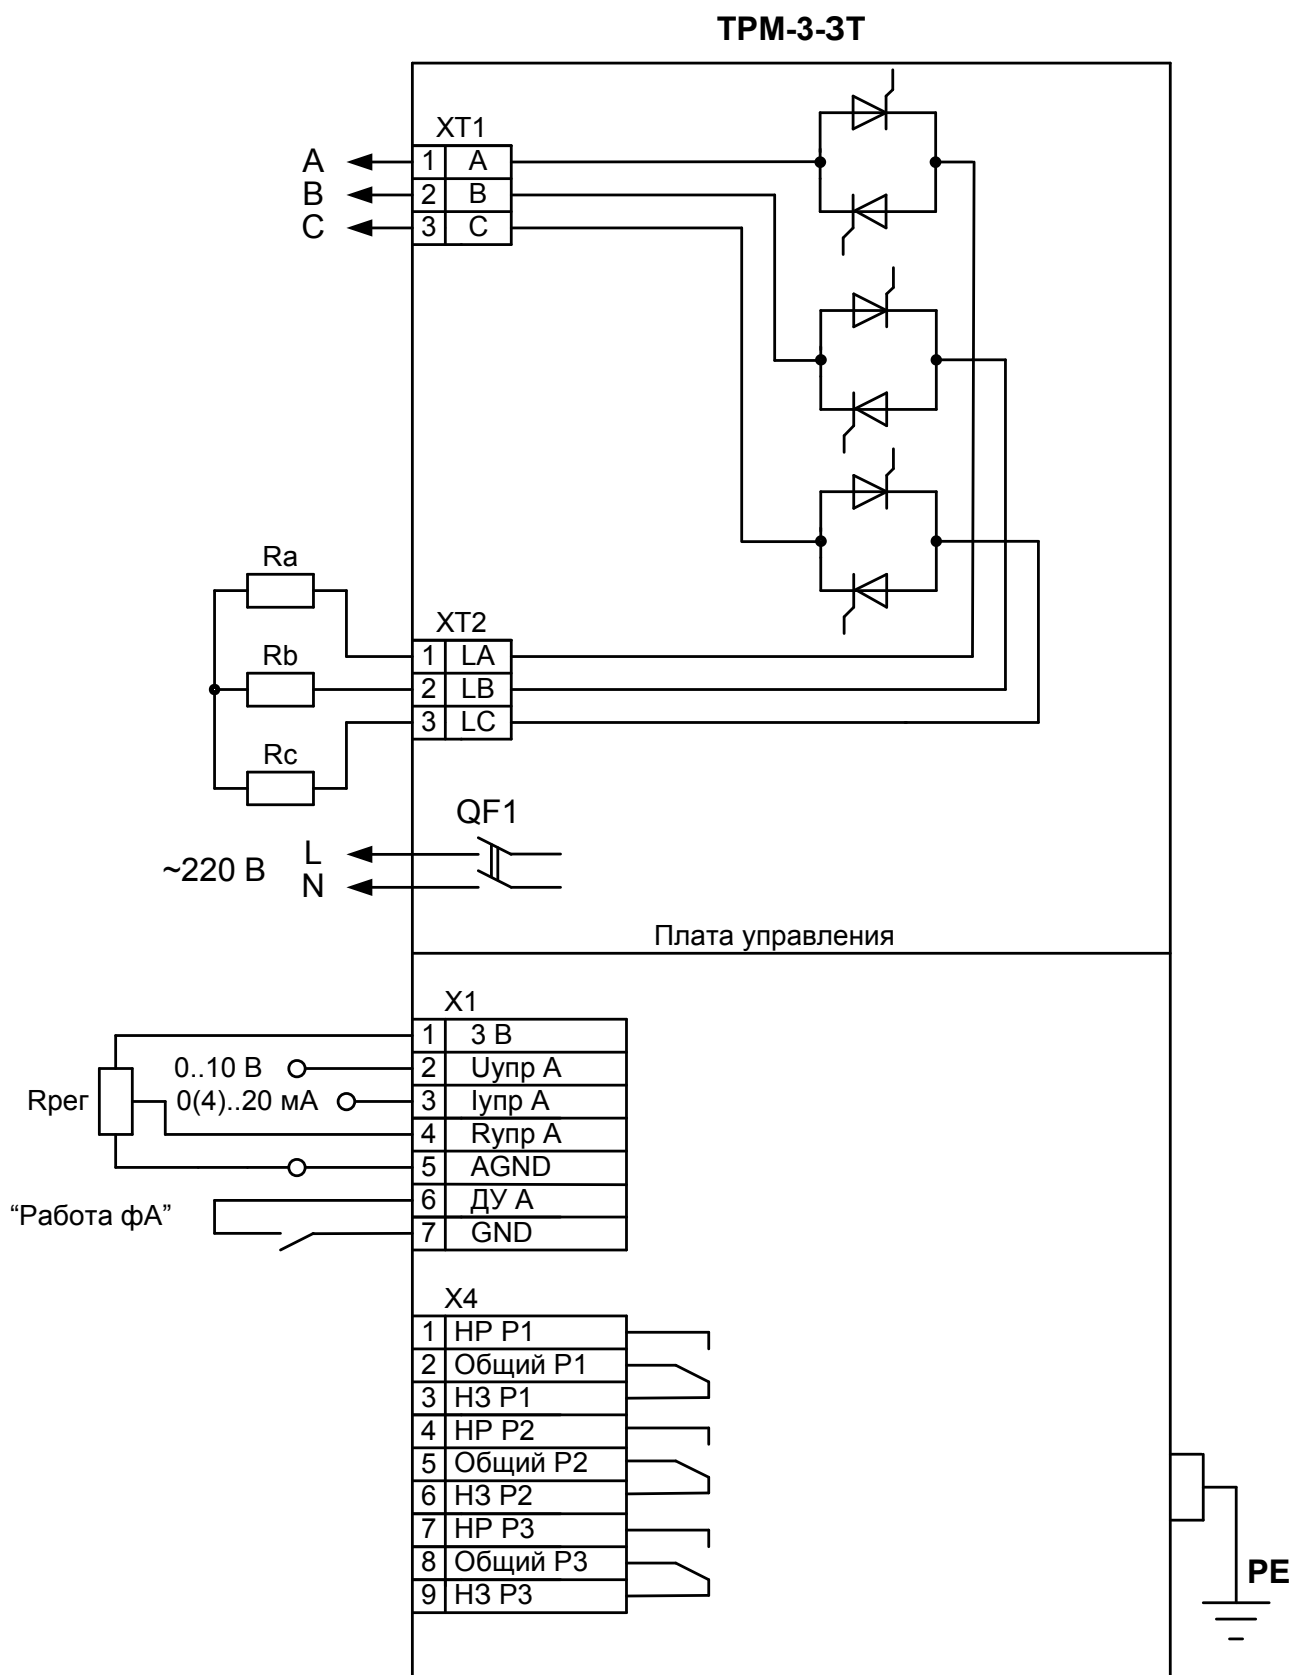 ТРМ-3-3Т
XT1
A 1 A
B 2 B
C 3 C
Ra
XT2
1 LA
Rb
2 LB
3 LC
Rc
QF1
~220 В
L
N
Плата управления
X1
1 3 В
0..10 В 2 Uупр А
Rрег 0(4)..20 мА 3 Iупр А
4 Rупр А
5 AGND
“Работа фА” 6 ДУ А
7 GND
X4
1 НР Р1
2 Общий Р1
3 НЗ Р1
4 НР Р2
5 Общий Р2
6 НЗ Р2
7 НР Р3
8 Общий Р3
9 НЗ Р3
PE